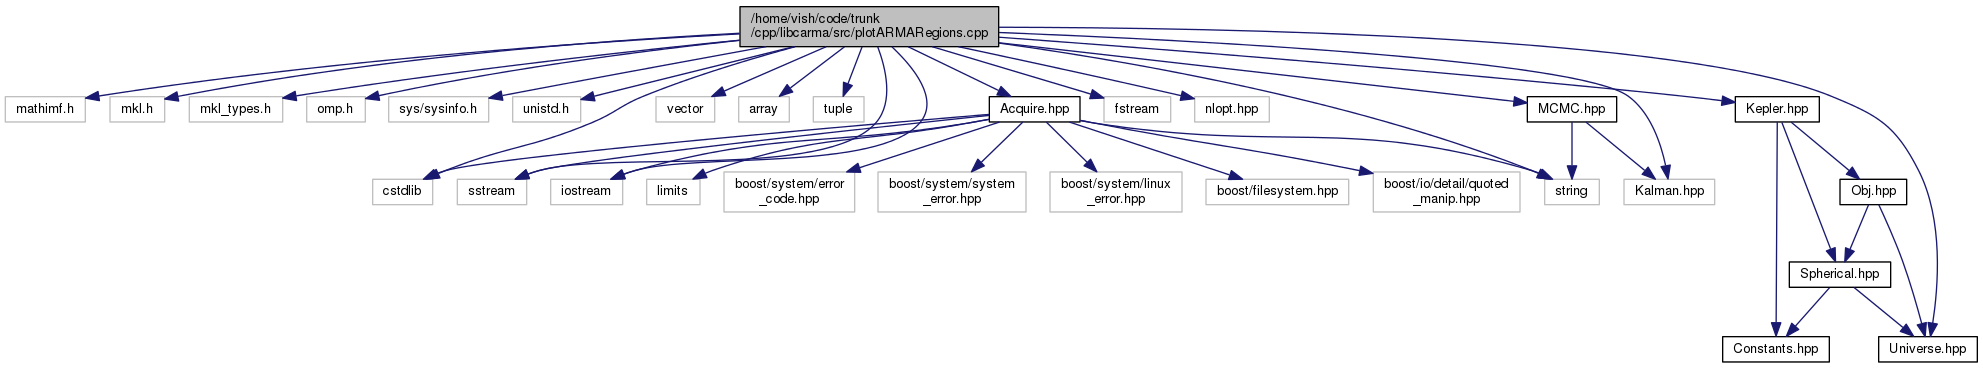 /home/vish/code/trunk
/cpp/libcarma/src/plotARMARegions.cpp
mathimf.h
mkl.h
mkl_types.h
omp.h
sys/sysinfo.h
unistd.h
vector
array
tuple
Acquire.hpp
fstream
nlopt.hpp
MCMC.hpp
Kepler.hpp
cstdlib
sstream
iostream
limits
boost/system/error
_code.hpp
boost/system/system
_error.hpp
boost/system/linux
_error.hpp
boost/filesystem.hpp
boost/io/detail/quoted
_manip.hpp
string
Kalman.hpp
Obj.hpp
Spherical.hpp
Constants.hpp
Universe.hpp